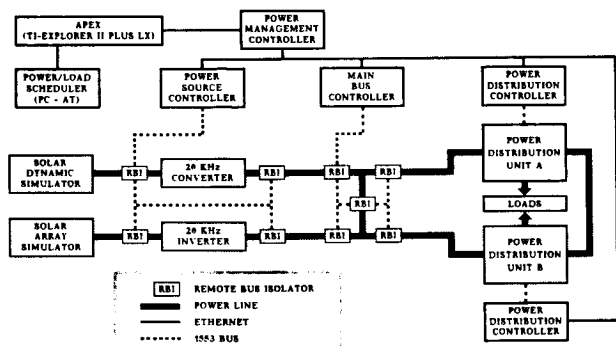 APEX
(TI-EXPLORER II PLUS LX)
POWER
MANAGEMENT
CONTROLLER
POWER/LOAD
SCHEDULER
(PC - AT)
POWER
SOURCE
CONTROLLER
MAIN
BUS
CONTROLLER
POWER
DISTRIBUTION
CONTROLLER
SOLAR
DYNAMIC
SIMULATOR
RBI
20 KHz
CONVERTER
RBI
RBI
RBI
POWER
DISTRIBUTION
UNIT A
RBI
LOADS
SOLAR
ARRAY
SIMULATOR
RBI
20 KHz
INVERTER
RBI
RBI
RBI
POWER
DISTRIBUTION
UNIT B
RBI REMOTE BUS ISOLATOR
POWER LINE
ETHERNET
1553 BUS
POWER
DISTRIBUTION
CONTROLLER